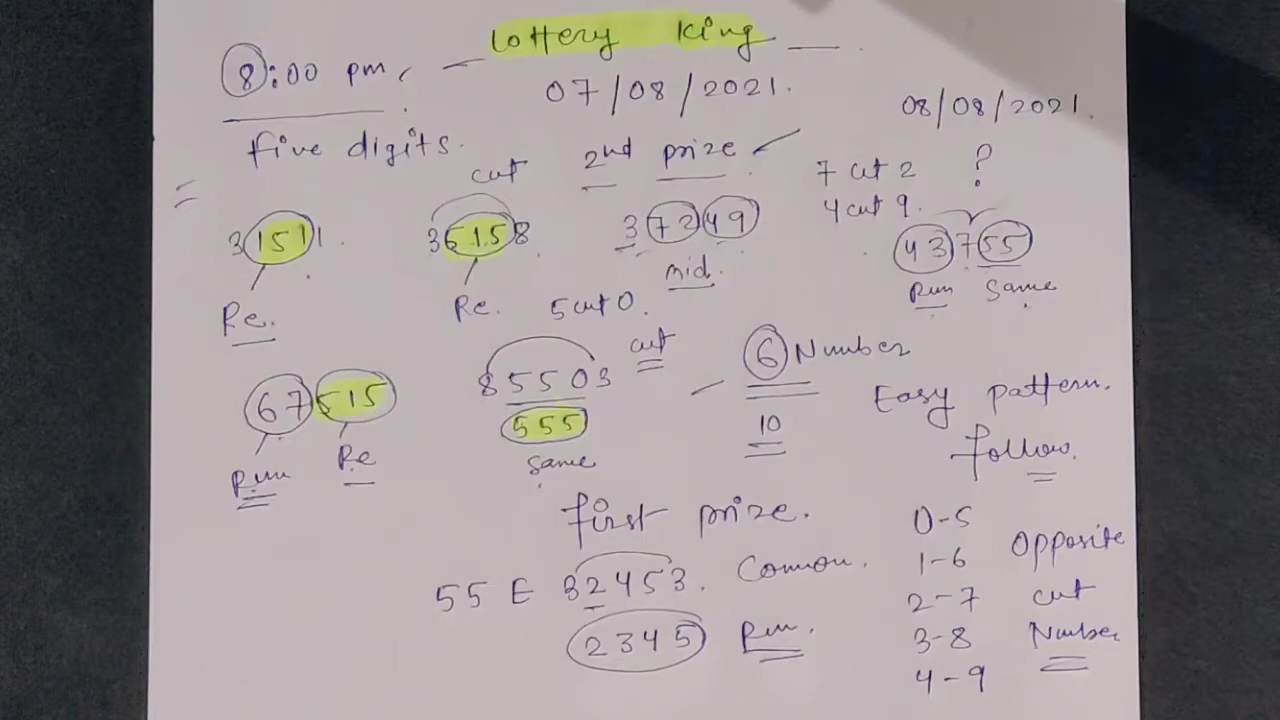 Lottery King
8:00 pm
07/08/2021.
08/08/2021.
five digits.
cut
2nd prize
7 cut 2
?
4 cut 9
31511.
36158
37249
43755
Re.
Re.
5 cut 0.
mid.
Run
Same
67515
85503
cut
6 Number
555
10
Easy pattern.
Run
Re
Same
follow.
first prize.
0-5
55 E 82453. Common.
1-6
Opposite
2-7
cut
2345 Run.
3-8
Number
4-9